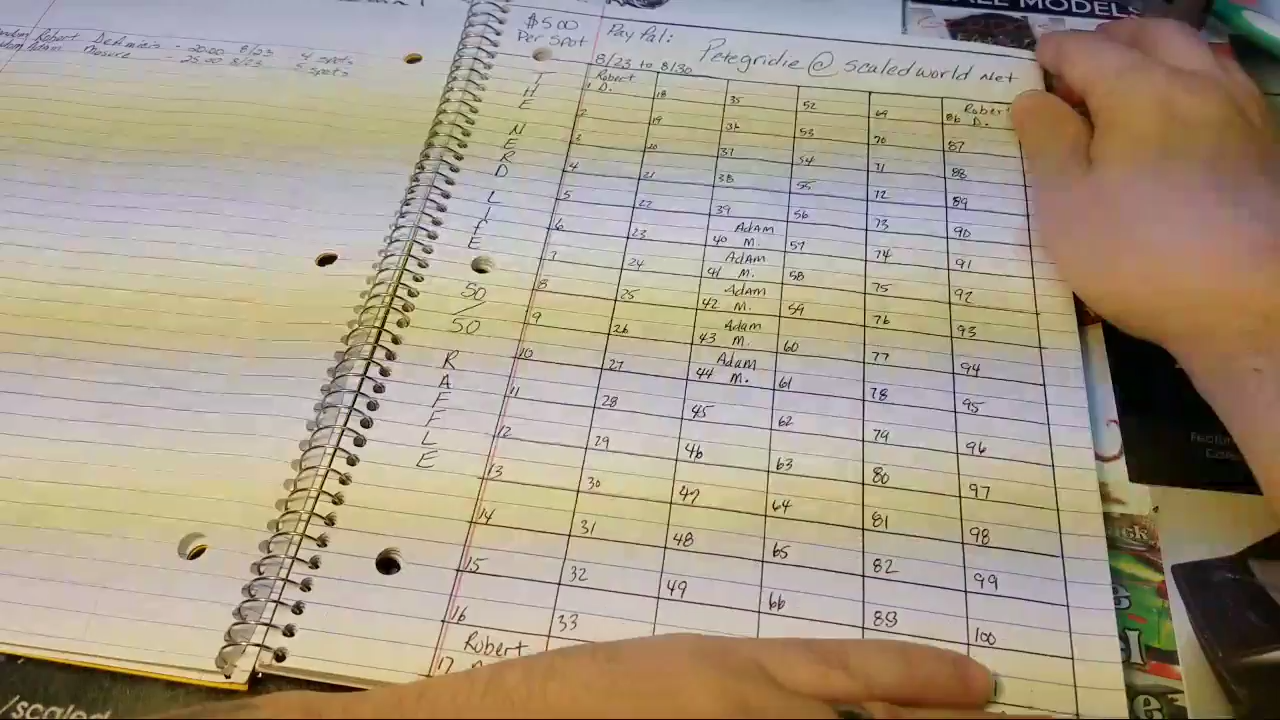 Robert - 20.00 8/23 4 spots
- 25.00 8/23 5 spots
$5.00
Per Spot
PayPal:
Petegridie @ scaledworld.net
8/23 to 8/30
THE
NERD
LIFE
50
/
50
RAFFLE
1 Robert D. 18 35 52 69 86 Robert D.
2 19 36 53 70 87
3 20 37 54 71 88
4 21 38 55 72 89
5 22 39 56 73 90
6 23 40 Adam M. 57 74 91
7 24 41 Adam M. 58 75 92
8 25 42 Adam M. 59 76 93
9 26 43 Adam M. 60 77 94
10 27 44 Adam M. 61 78 95
11 28 45 62 79 96
12 29 46 63 80 97
13 30 47 64 81 98
14 31 48 65 82 99
15 32 49 66 83 100
16 33
17 Robert
MODELS
/scaled